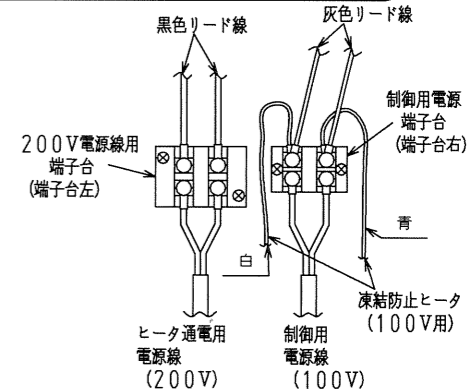 黒色リード線
灰色リード線
200V電源線用
端子台
(端子台左)
制御用電源
端子台
(端子台右)
白
青
凍結防止ヒータ
(100V用)
ヒータ通電用
電源線
(200V)
制御用
電源線
(100V)